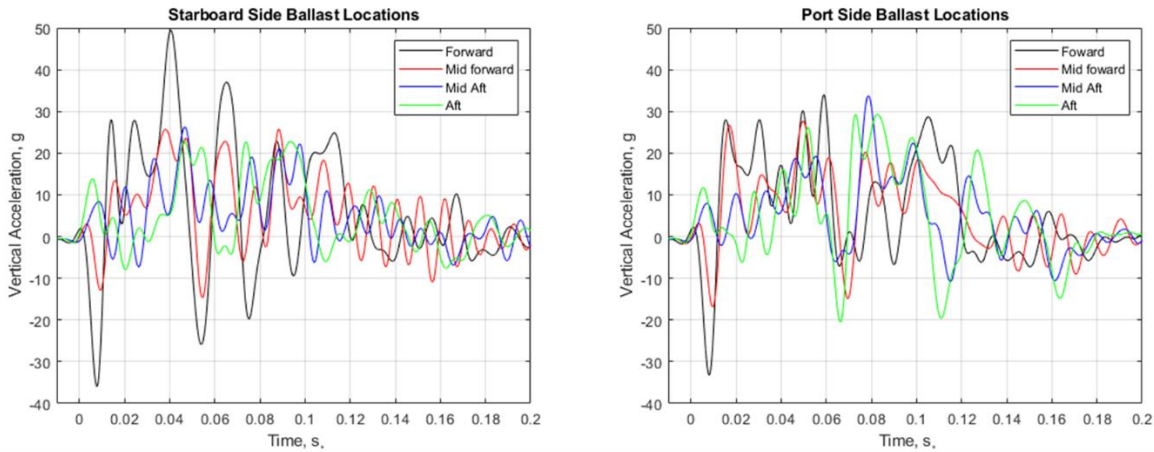 Starboard Side Ballast Locations
50
40
30
20
10
0
-10
-20
-30
-40
Vertical Acceleration, g
Forward
Mid forward
Mid Aft
Aft
0 0.02 0.04 0.06 0.08 0.1 0.12 0.14 0.16 0.18 0.2
Time, s.
Port Side Ballast Locations
50
40
30
20
10
0
-10
-20
-30
-40
Vertical Acceleration, g
Foward
Mid foward
Mid Aft
Aft
0 0.02 0.04 0.06 0.08 0.1 0.12 0.14 0.16 0.18 0.2
Time, s.